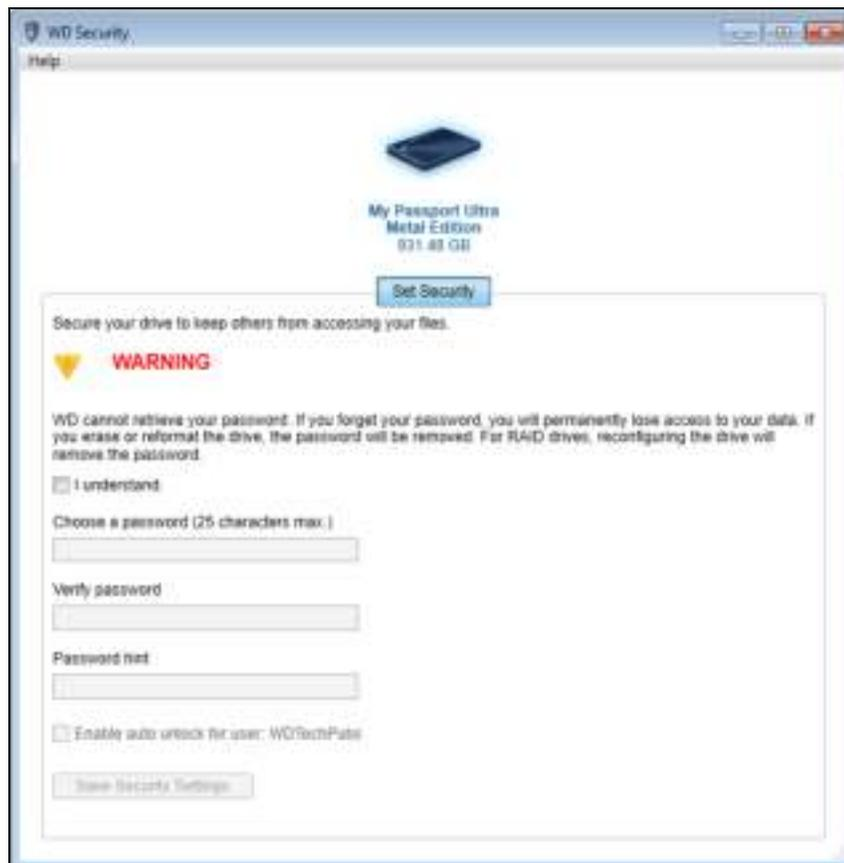 WD Security
Help
My Passport Ultra
Metal Edition
931.48 GB
Set Security
Secure your drive to keep others from accessing your files.
WARNING
WD cannot retrieve your password. If you forget your password, you will permanently lose access to your data. If
you erase or reformat the drive, the password will be removed. For RAID drives, reconfiguring the drive will
remove the password.
I understand.
Choose a password (25 characters max.)
Verify password
Password hint
Enable auto unlock for user: WDTechPubs
Save Security Settings